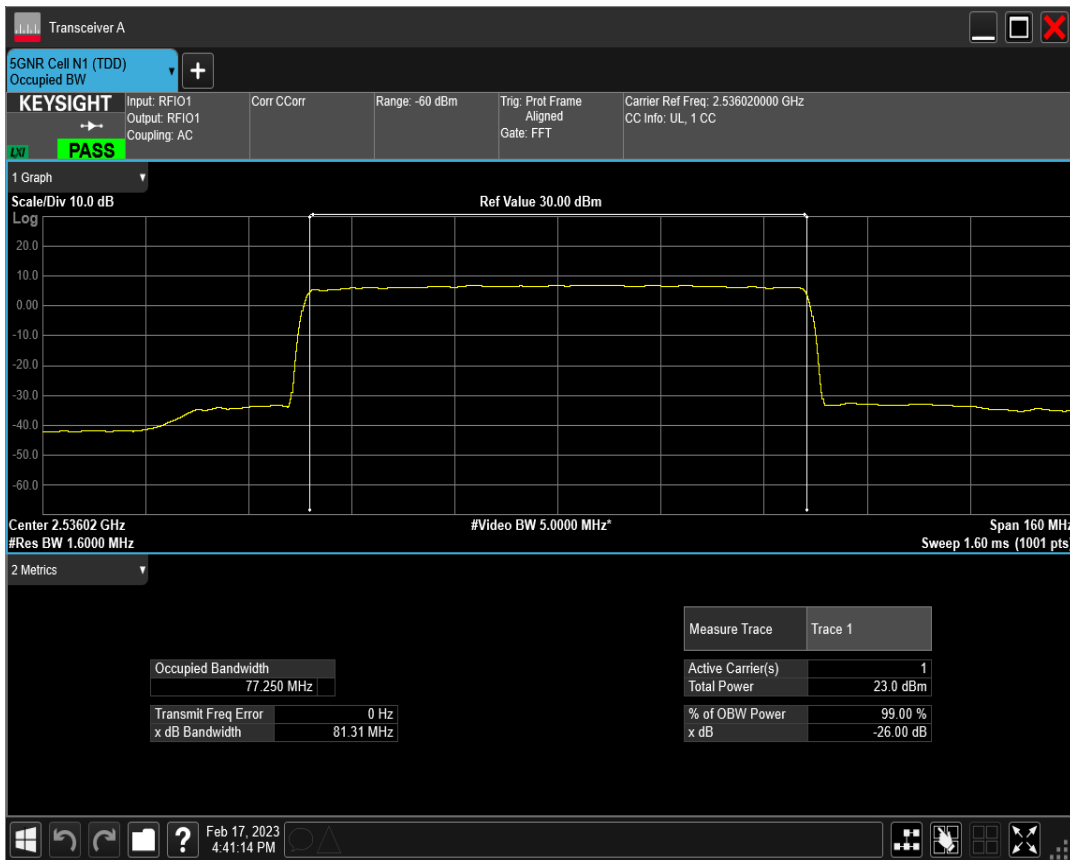 Transceiver A
5GNR Cell N1 (TDD)
Occupied BW
KEYSIGHT
LXI
PASS
Input: RFIO1
Output: RFIO1
Coupling: AC
Corr CCorr
Range: -60 dBm
Trig: Prot Frame
Aligned
Gate: FFT
Carrier Ref Freq: 2.536020000 GHz
CC Info: UL, 1 CC
1 Graph
Scale/Div 10.0 dB
Ref Value 30.00 dBm
Log
20.0
10.0
0.00
-10.0
-20.0
-30.0
-40.0
-50.0
-60.0
Center 2.53602 GHz
#Video BW 5.0000 MHz*
Span 160 MHz
#Res BW 1.6000 MHz
Sweep 1.60 ms (1001 pts)
2 Metrics
Measure Trace Trace 1
Occupied Bandwidth
77.250 MHz
Active Carrier(s) 1
Total Power 23.0 dBm
Transmit Freq Error 0 Hz
x dB Bandwidth 81.31 MHz
% of OBW Power 99.00 %
x dB -26.00 dB
?
Feb 17, 2023
4:41:14 PM